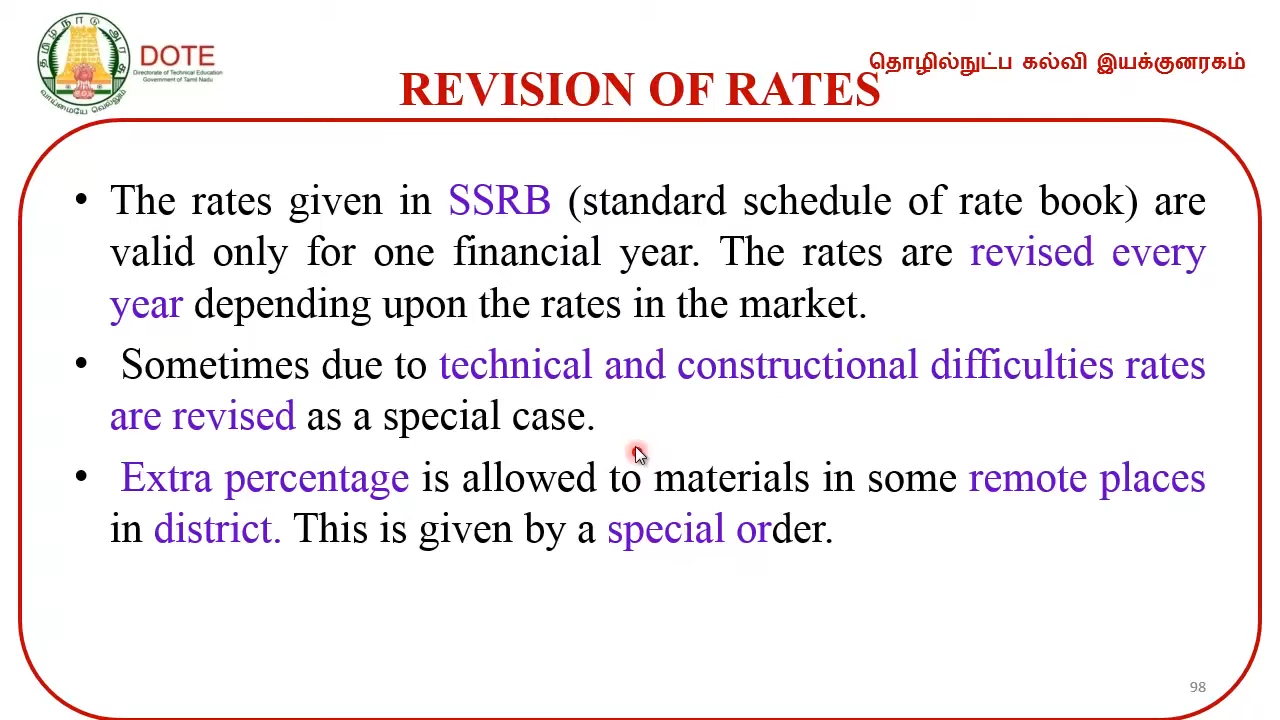 தமிழ்நாடு அரசு
வாய்மையே வெல்லும்
DOTE
Directorate of Technical Education
Government of Tamil Nadu
தொழில்நுட்ப கல்வி இயக்குனரகம்
REVISION OF RATES
• The rates given in SSRB (standard schedule of rate book) are
valid only for one financial year. The rates are revised every
year depending upon the rates in the market.
• Sometimes due to technical and constructional difficulties rates
are revised as a special case.
• Extra percentage is allowed to materials in some remote places
in district. This is given by a special order.
98